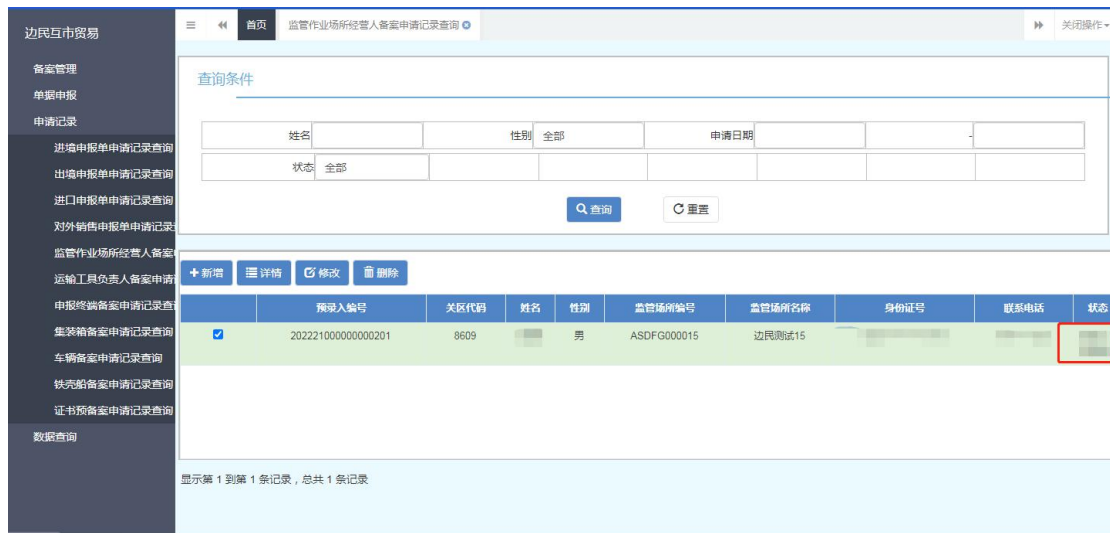 边民互市贸易
首页 监管作业场所经营人备案申请记录查询
关闭操作
备案管理
单据申报
申请记录
进境申报单申请记录查询
出境申报单申请记录查询
进口申报单申请记录查询
对外销售申报单申请记录
监管作业场所经营人备案
运输工具负责人备案申请
申报终端备案申请记录查
集装箱备案申请记录查询
车辆备案申请记录查询
铁壳船备案申请记录查询
证书预备案申请记录查询
数据查询
查询条件
姓名 性别 全部 申请日期 -
状态 全部
查询 重置
新增 详情 修改 删除
预录入编号 关区代码 姓名 性别 监管场所编号 监管场所名称 身份证号 联系电话 状态
202221000000000201 8609 男 ASDFG000015 边民测试15
显示第 1 到第 1 条记录，总共 1 条记录